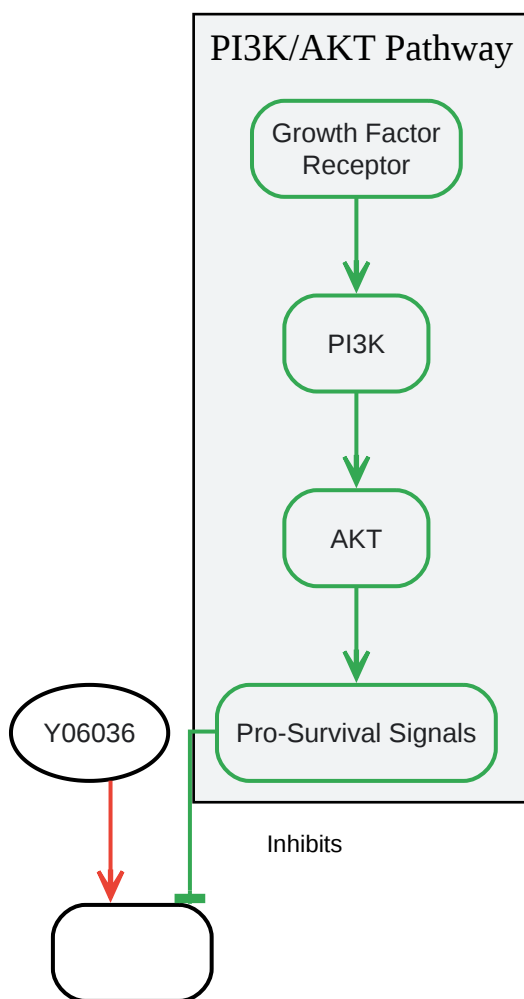 PI3K/AKT Pathway
Growth Factor
Receptor
PI3K
AKT
Y06036
Pro-Survival Signals
Inhibits